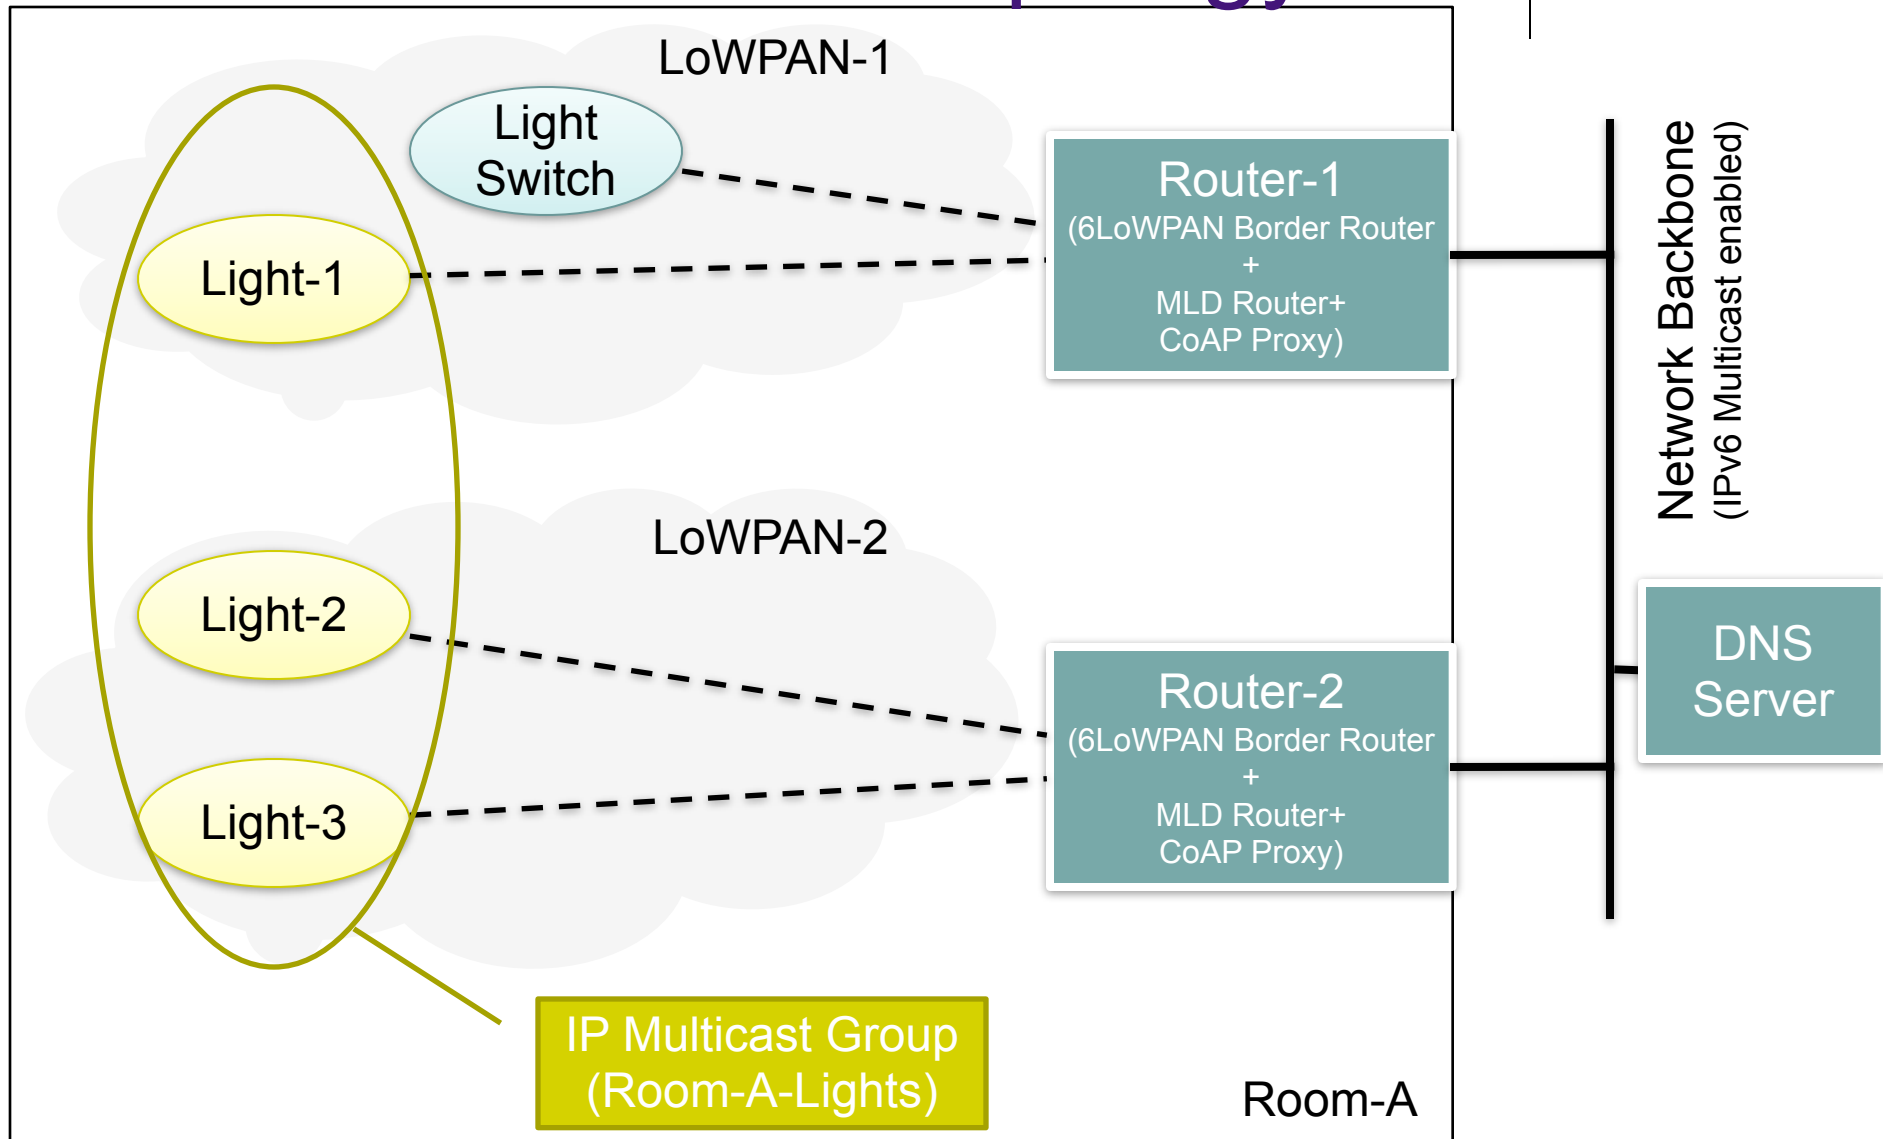 LoWPAN-1
Light
Switch
Light-1
Router-1
(6LoWPAN Border Router
+
MLD Router+
CoAP Proxy)
Network Backbone
(IPv6 Multicast enabled)
LoWPAN-2
Light-2
Light-3
Router-2
(6LoWPAN Border Router
+
MLD Router+
CoAP Proxy)
DNS
Server
IP Multicast Group
(Room-A-Lights)
Room-A